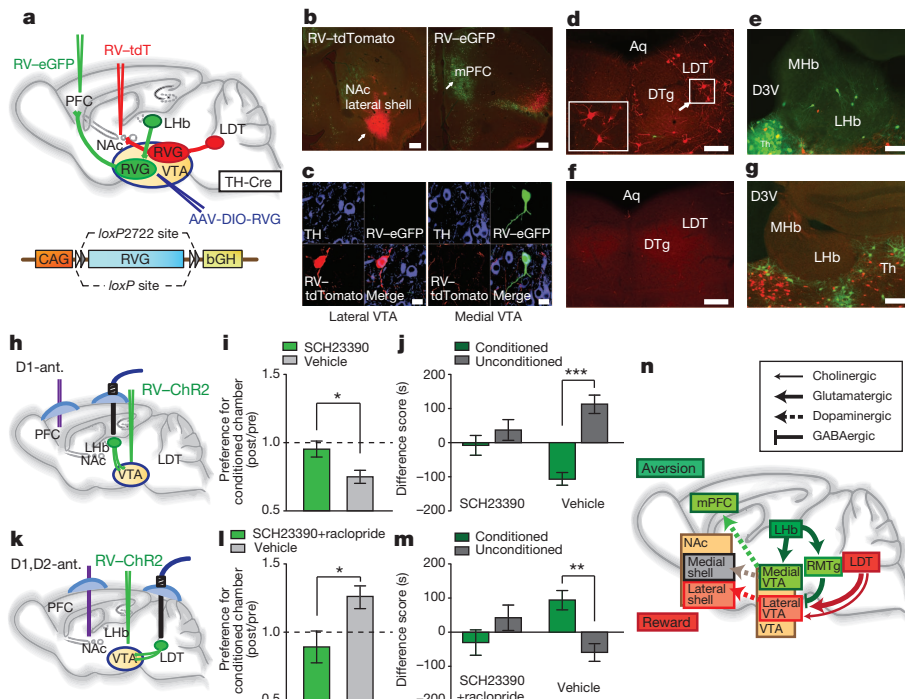 a
RV–tdT
RV–eGFP
PFC
LHb
NAc
LDT
RVG
RVG
VTA
TH-Cre
AAV-DIO-RVG
loxP2722 site
CAG
RVG
bGH
loxP site
b
RV–tdTomato
RV–eGFP
mPFC
NAc
lateral shell
c
TH
RV–eGFP
TH
RV–eGFP
RV–
tdTomato
Merge
RV–
tdTomato
Merge
Lateral VTA
Medial VTA
d
Aq
LDT
DTg
e
MHb
D3V
LHb
Th
f
Aq
LDT
DTg
g
D3V
MHb
LHb
Th
h
D1-ant.
RV–ChR2
PFC
LHb
NAc
LDT
VTA
i
SCH23390
Vehicle
Preference for
conditioned chamber
(post/pre)
1.5
1.0
0.5
*
j
Conditioned
Unconditioned
Difference score (s)
200
100
0
−100
−200
***
SCH23390
Vehicle
k
D1,D2-ant.
RV–ChR2
PFC
LHb
NAc
LDT
VTA
l
SCH23390+raclopride
Vehicle
Preference for
conditioned chamber
(post/pre)
1.5
1.0
0.5
*
m
Conditioned
Unconditioned
Difference score (s)
200
100
0
−100
−200
**
SCH23390
+raclopride
Vehicle
n
Cholinergic
Glutamatergic
Dopaminergic
GABAergic
Aversion
mPFC
LHb
NAc
Medial
shell
Medial
VTA
RMTg
LDT
Lateral
shell
Lateral
VTA
Reward
VTA